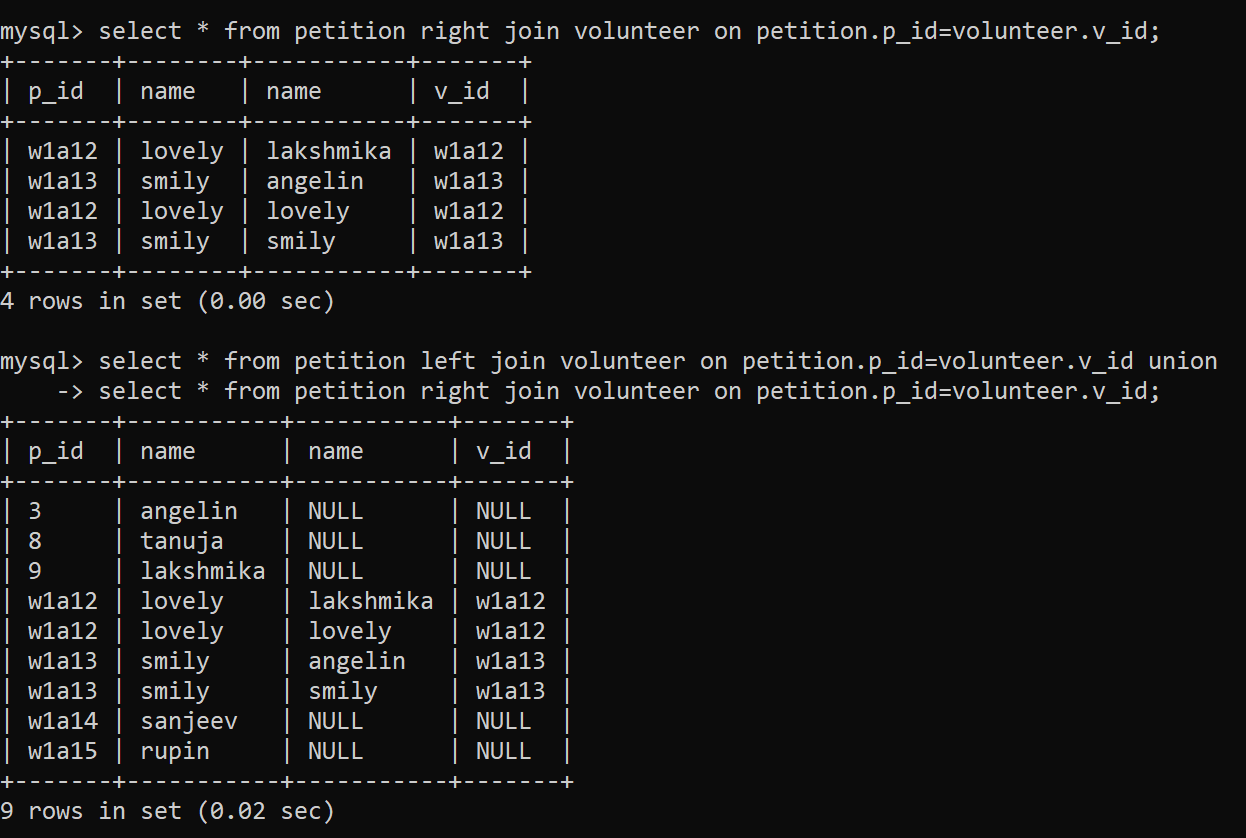 mysql> select * from petition right join volunteer on petition.p_id=volunteer.v_id;
+-------+--------+-----------+-------+
| p_id  | name   | name      | v_id  |
+-------+--------+-----------+-------+
| w1a12 | lovely | lakshmika | w1a12 |
| w1a13 | smily  | angelin   | w1a13 |
| w1a12 | lovely | lovely    | w1a12 |
| w1a13 | smily  | smily     | w1a13 |
+-------+--------+-----------+-------+
4 rows in set (0.00 sec)

mysql> select * from petition left join volunteer on petition.p_id=volunteer.v_id union
    -> select * from petition right join volunteer on petition.p_id=volunteer.v_id;
+-------+-----------+-----------+-------+
| p_id  | name      | name      | v_id  |
+-------+-----------+-----------+-------+
| 3     | angelin   | NULL      | NULL  |
| 8     | tanuja    | NULL      | NULL  |
| 9     | lakshmika | NULL      | NULL  |
| w1a12 | lovely    | lakshmika | w1a12 |
| w1a12 | lovely    | lovely    | w1a12 |
| w1a13 | smily     | angelin   | w1a13 |
| w1a13 | smily     | smily     | w1a13 |
| w1a14 | sanjeev   | NULL      | NULL  |
| w1a15 | rupin     | NULL      | NULL  |
+-------+-----------+-----------+-------+
9 rows in set (0.02 sec)